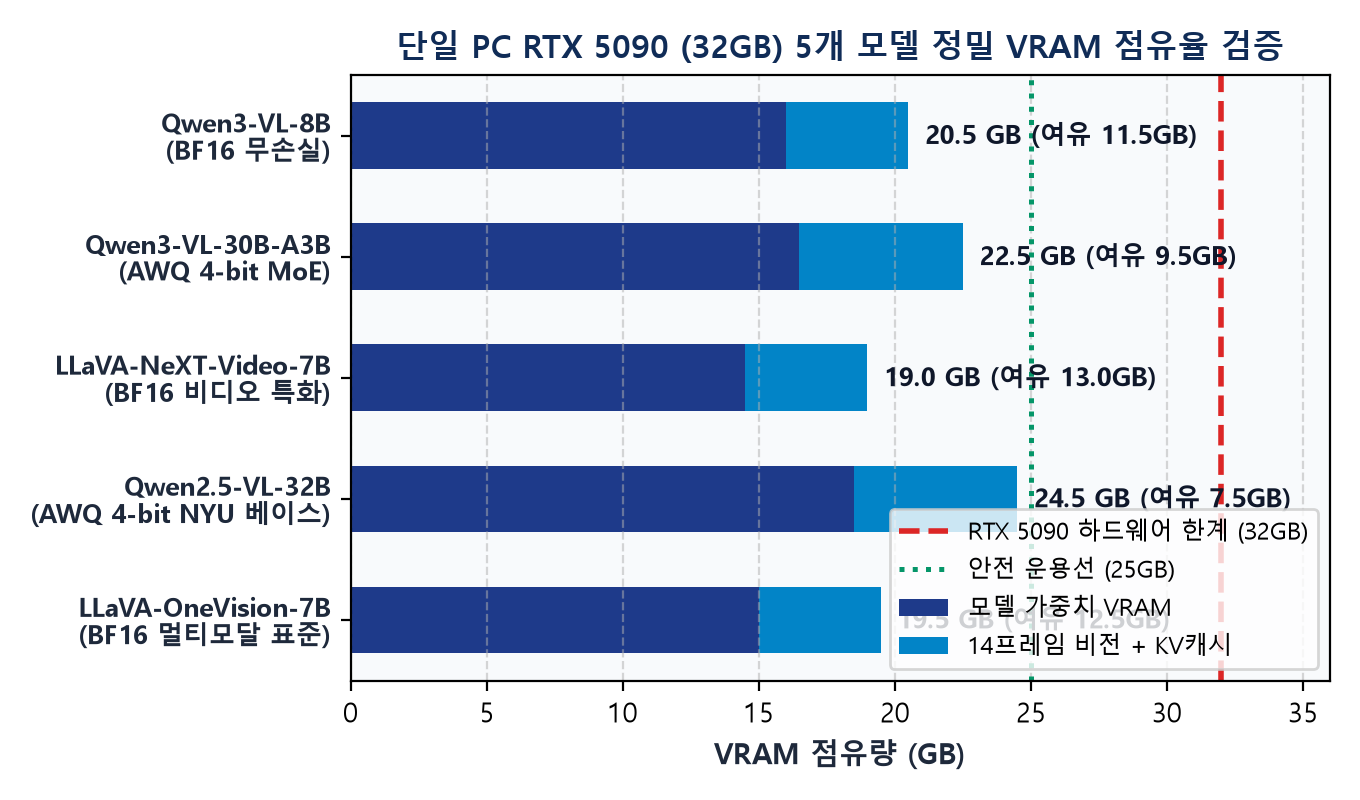 단일 PC RTX 5090 (32GB) 5개 모델 정밀 VRAM 점유율 검증
Qwen3-VL-8B
(BF16 무손실)
20.5 GB (여유 11.5GB)
Qwen3-VL-30B-A3B
(AWQ 4-bit MoE)
22.5 GB (여유 9.5GB)
LLaVA-NeXT-Video-7B
(BF16 비디오 특화)
19.0 GB (여유 13.0GB)
Qwen2.5-VL-32B
(AWQ 4-bit NYU 베이스)
24.5 GB (여유 7.5GB)
LLaVA-OneVision-7B
(BF16 멀티모달 표준)
19.5 GB (여유 12.5GB)
RTX 5090 하드웨어 한계 (32GB)
안전 운용선 (25GB)
모델 가중치 VRAM
14프레임 비전 + KV캐시
0 5 10 15 20 25 30 35
VRAM 점유량 (GB)